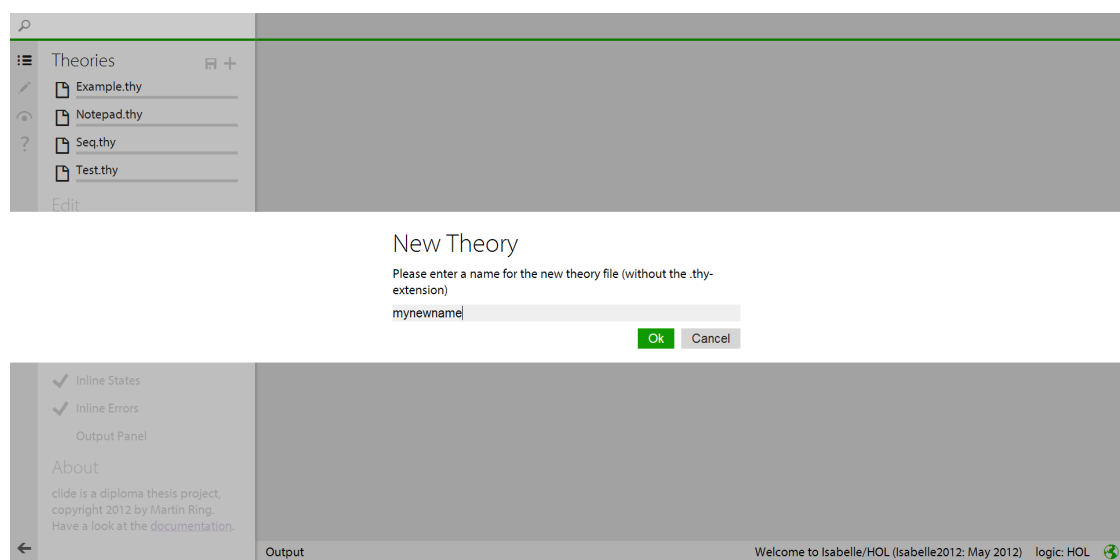 Theories
Example.thy
Notepad.thy
Seq.thy
Test.thy
Edit
New Theory
Please enter a name for the new theory file (without the .thy-
extension)
mynewname
Ok Cancel
Inline States
Inline Errors
Output Panel
About
clide is a diploma thesis project,
copyright 2012 by Martin Ring.
Have a look at the documentation.
Output Welcome to Isabelle/HOL (Isabelle2012: May 2012) logic: HOL